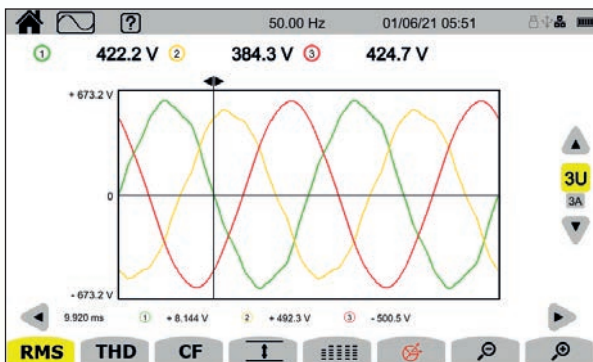 ? 50.00 Hz 01/06/21 05:51
1 422.2 V 2 384.3 V 3 424.7 V
+ 673.2 V
0
- 673.2 V
3U
3A
9.920 ms 1 + 8.144 V 2 + 492.3 V 3 - 500.5 V
RMS THD CF